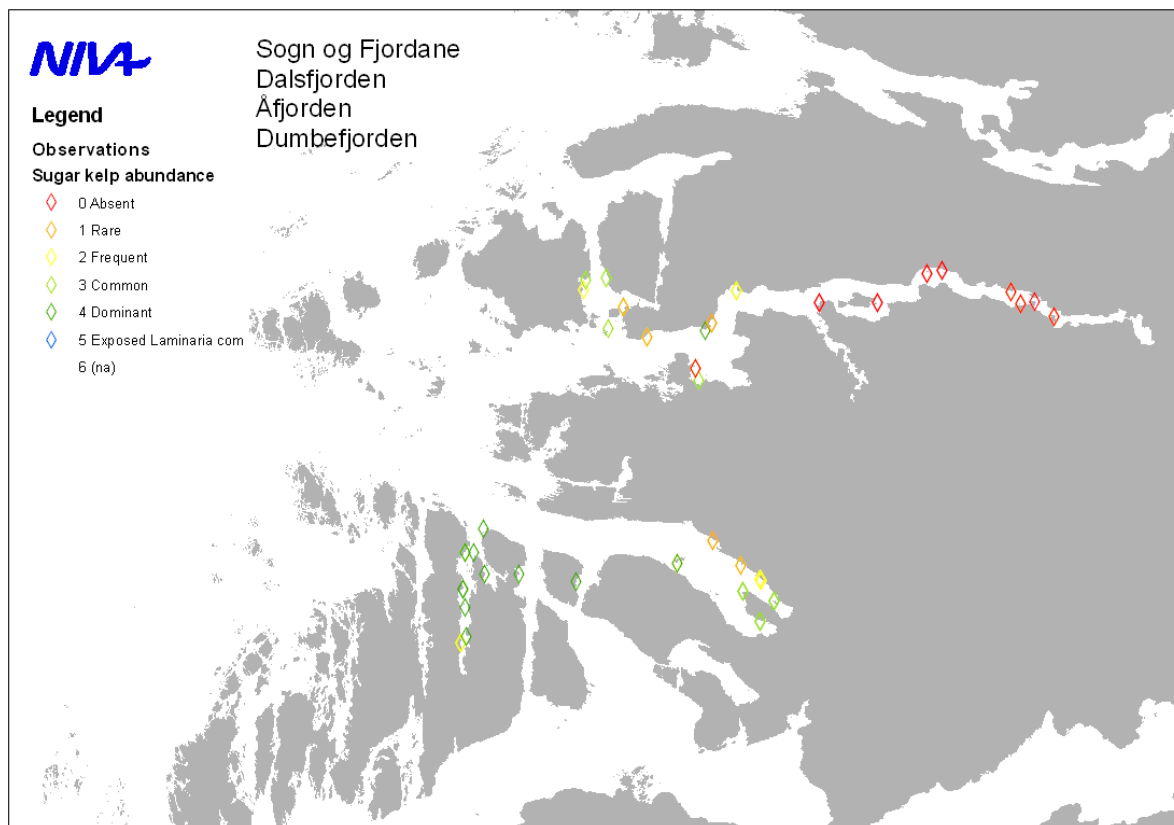 NIVA
Sogn og Fjordane
Dalsfjorden
Åfjorden
Dumbefjorden
Legend
Observations
Sugar kelp abundance
0 Absent
1 Rare
2 Frequent
3 Common
4 Dominant
5 Exposed Laminaria com
6 (na)